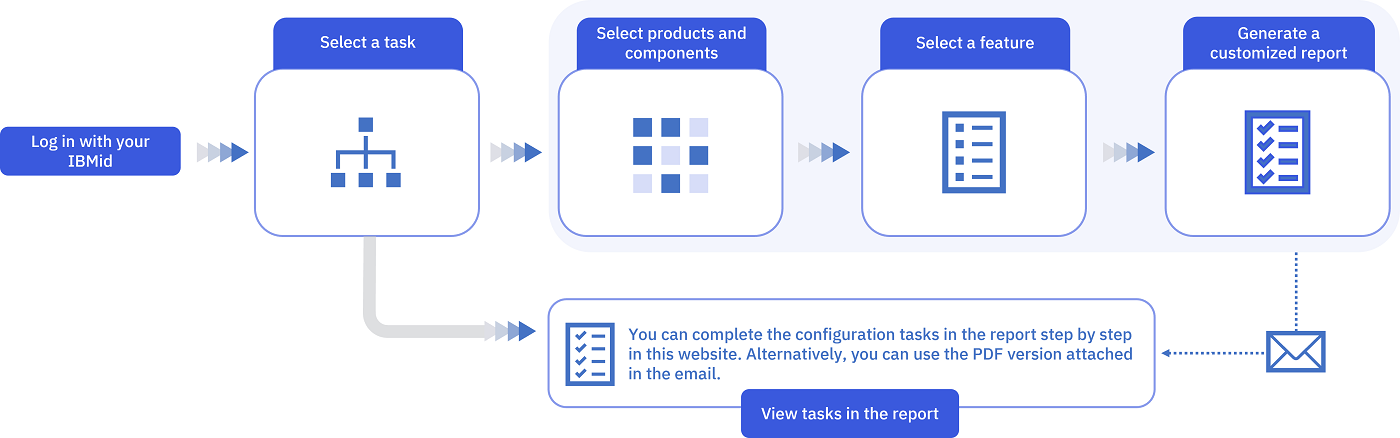 Select a task
Select products and
components
Select a feature
Generate a
customized report
Log in with your
IBMid
You can complete the configuration tasks in the report step by step
in this website. Alternatively, you can use the PDF version attached
in the email.
View tasks in the report